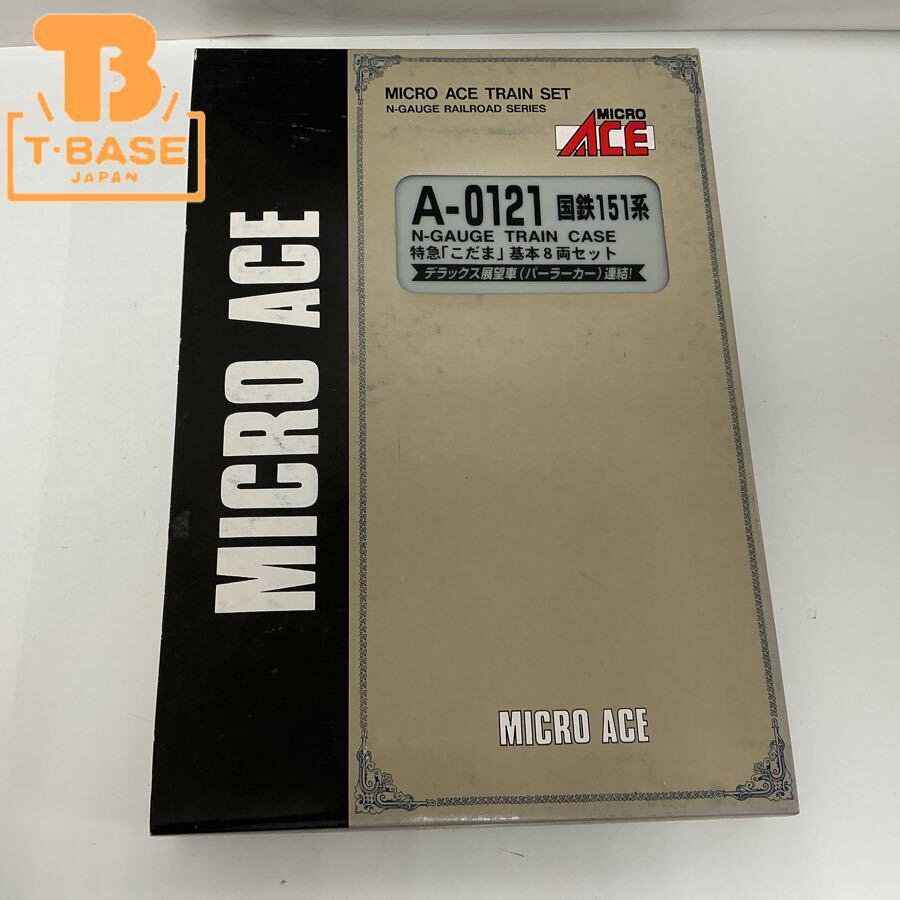 T·BASE
JAPAN
MICRO ACE TRAIN SET
N-GAUGE RAILROAD SERIES
MICRO
ACE
A-0121 国鉄151系
N-GAUGE TRAIN CASE
特急「こだま」基本8両セット
デラックス展望車(パーラーカー)連結!
MICRO ACE
MICRO ACE